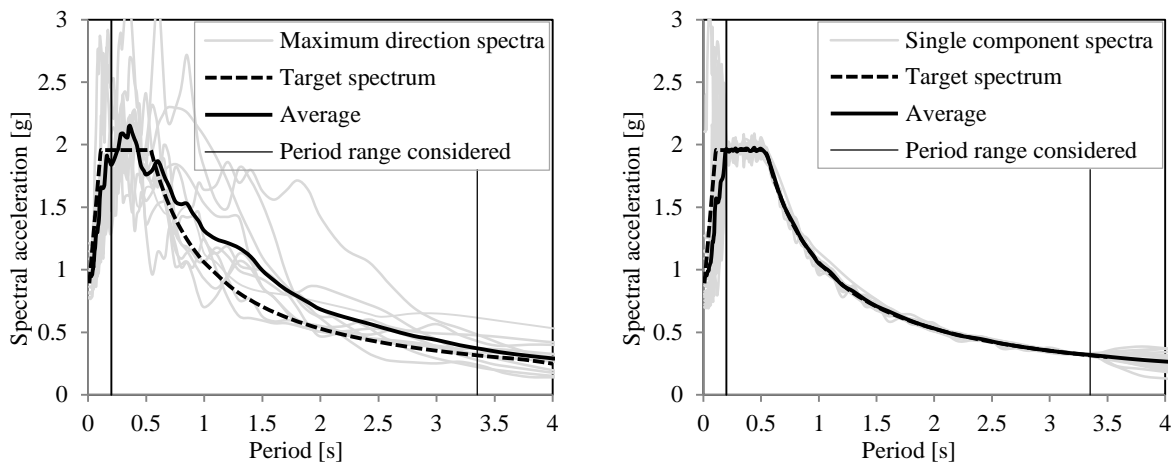 Spectral acceleration [g]
3
2.5
2
1.5
1
0.5
0
Maximum direction spectra
Target spectrum
Average
Period range considered
0 0.5 1 1.5 2 2.5 3 3.5 4
Period [s]
Spectral acceleration [g]
3
2.5
2
1.5
1
0.5
0
Single component spectra
Target spectrum
Average
Period range considered
0 0.5 1 1.5 2 2.5 3 3.5 4
Period [s]